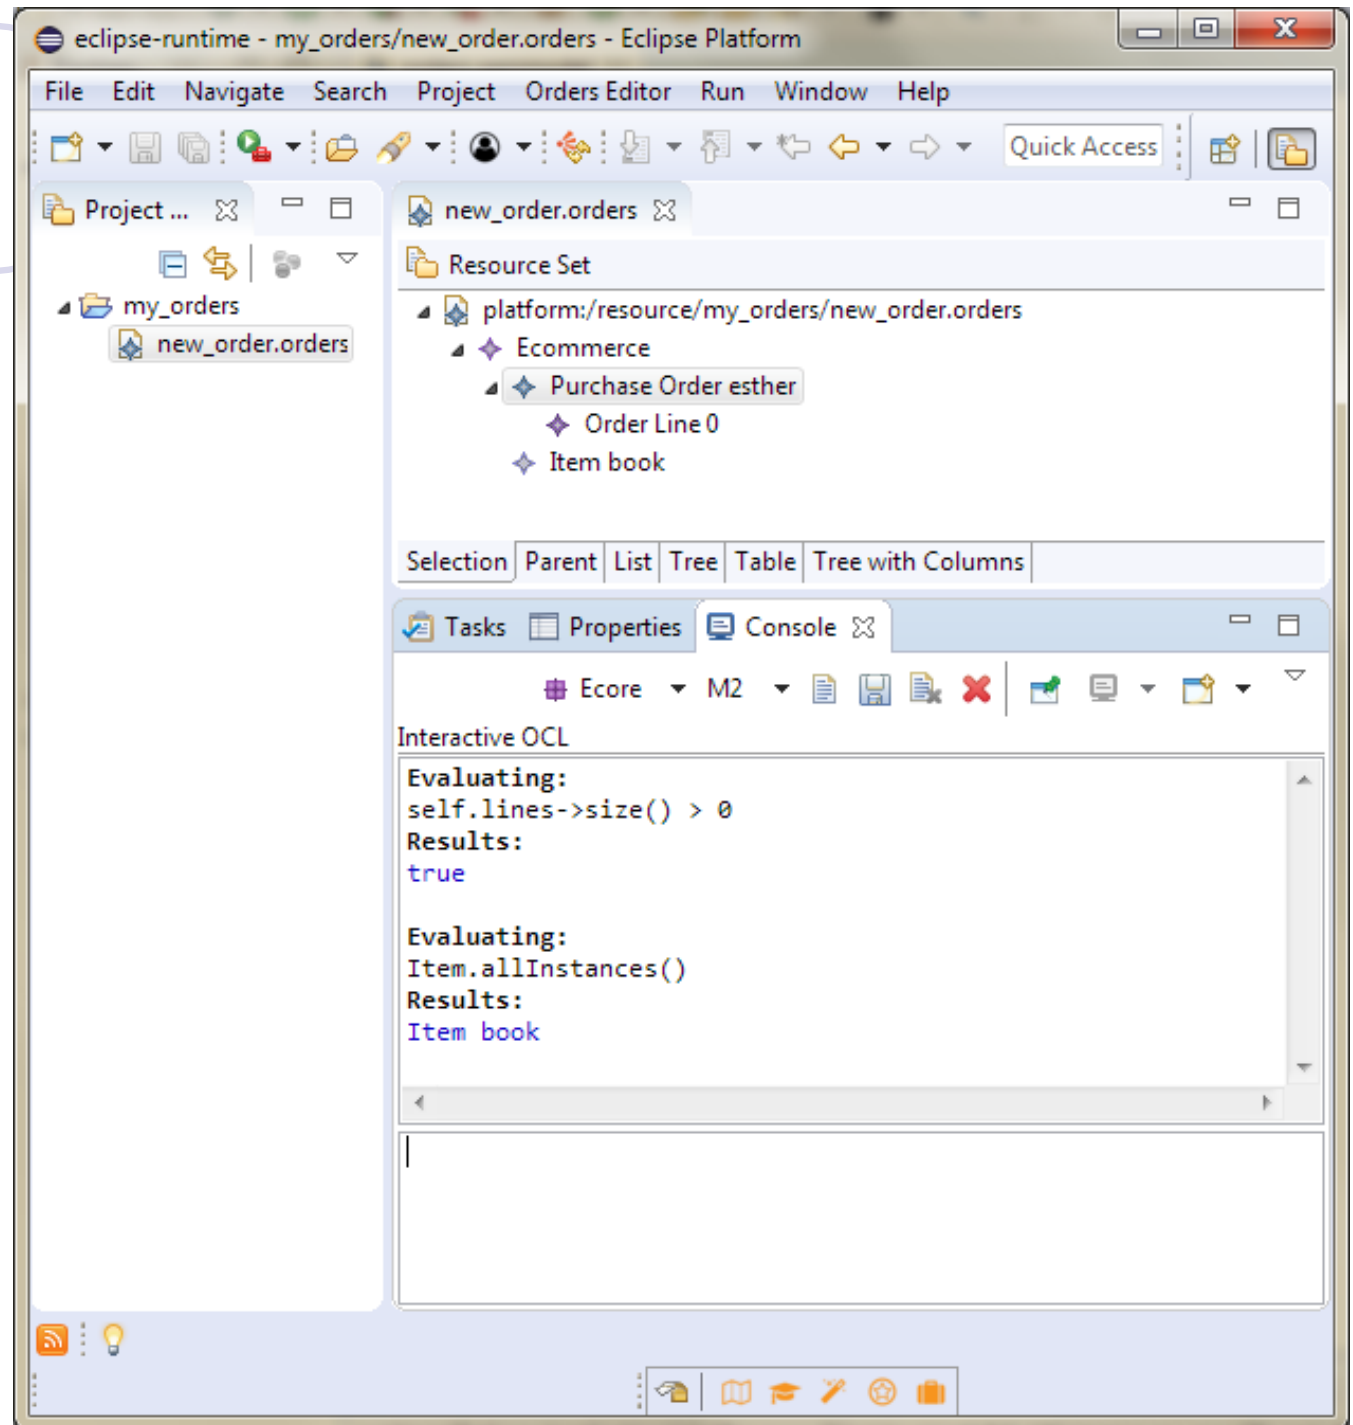 eclipse-runtime - my_orders/new_order.orders - Eclipse Platform
File Edit Navigate Search Project Orders Editor Run Window Help
Quick Access
Project ...
my_orders
new_order.orders
new_order.orders
Resource Set
platform:/resource/my_orders/new_order.orders
Ecommerce
Purchase Order esther
Order Line 0
Item book
Selection Parent List Tree Table Tree with Columns
Tasks Properties Console
Ecore M2
Interactive OCL
Evaluating:
self.lines->size() > 0
Results:
true
Evaluating:
Item.allInstances()
Results:
Item book